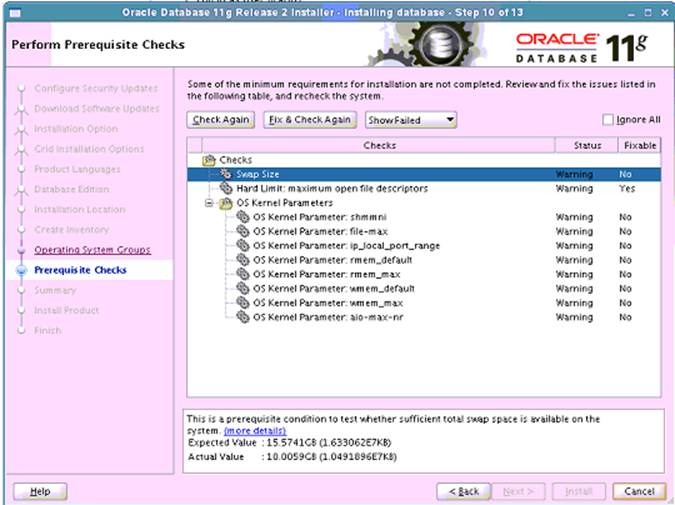 Oracle Database 11g Release 2 Installer - Installing database - Step 10 of 13
Perform Prerequisite Checks
ORACLE
DATABASE
11g
Configure Security Updates
Download Software Updates
Installation Option
Grid Installation Options
Product Languages
Database Edition
Installation Location
Create Inventory
Operating System Groups
Prerequisite Checks
Summary
Install Product
Finish
Some of the minimum requirements for installation are not completed. Review and fix the issues listed in
the following table, and recheck the system.
Check Again Fix & Check Again Show Failed Ignore All
Checks Status Fixable
Checks
Swap Size Warning No
Hard Limit: maximum open file descriptors Warning Yes
OS Kernel Parameters
OS Kernel Parameter: shmmni Warning No
OS Kernel Parameter: file-max Warning No
OS Kernel Parameter: ip_local_port_range Warning No
OS Kernel Parameter: rmem_default Warning No
OS Kernel Parameter: rmem_max Warning No
OS Kernel Parameter: wmem_default Warning No
OS Kernel Parameter: wmem_max Warning No
OS Kernel Parameter: aio-max-nr Warning No
This is a prerequisite condition to test whether sufficient total swap space is available on the
system. (more details)
Expected Value : 15.5741GB (1.633062E7KB)
Actual Value : 10.0059GB (1.0491896E7KB)
Help < Back Next > Install Cancel